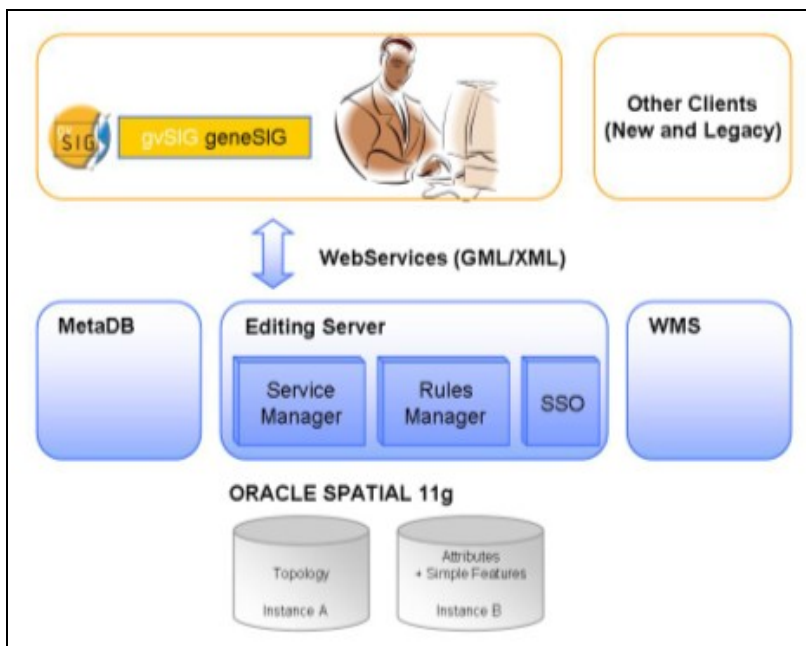 gv
SIG
gvSIG geneSIG
Other Clients
(New and Legacy)
WebServices (GML/XML)
MetaDB
Editing Server
WMS
Service
Manager
Rules
Manager
SSO
ORACLE SPATIAL 11g
Topology
Instance A
Attributes
+ Simple Features
Instance B